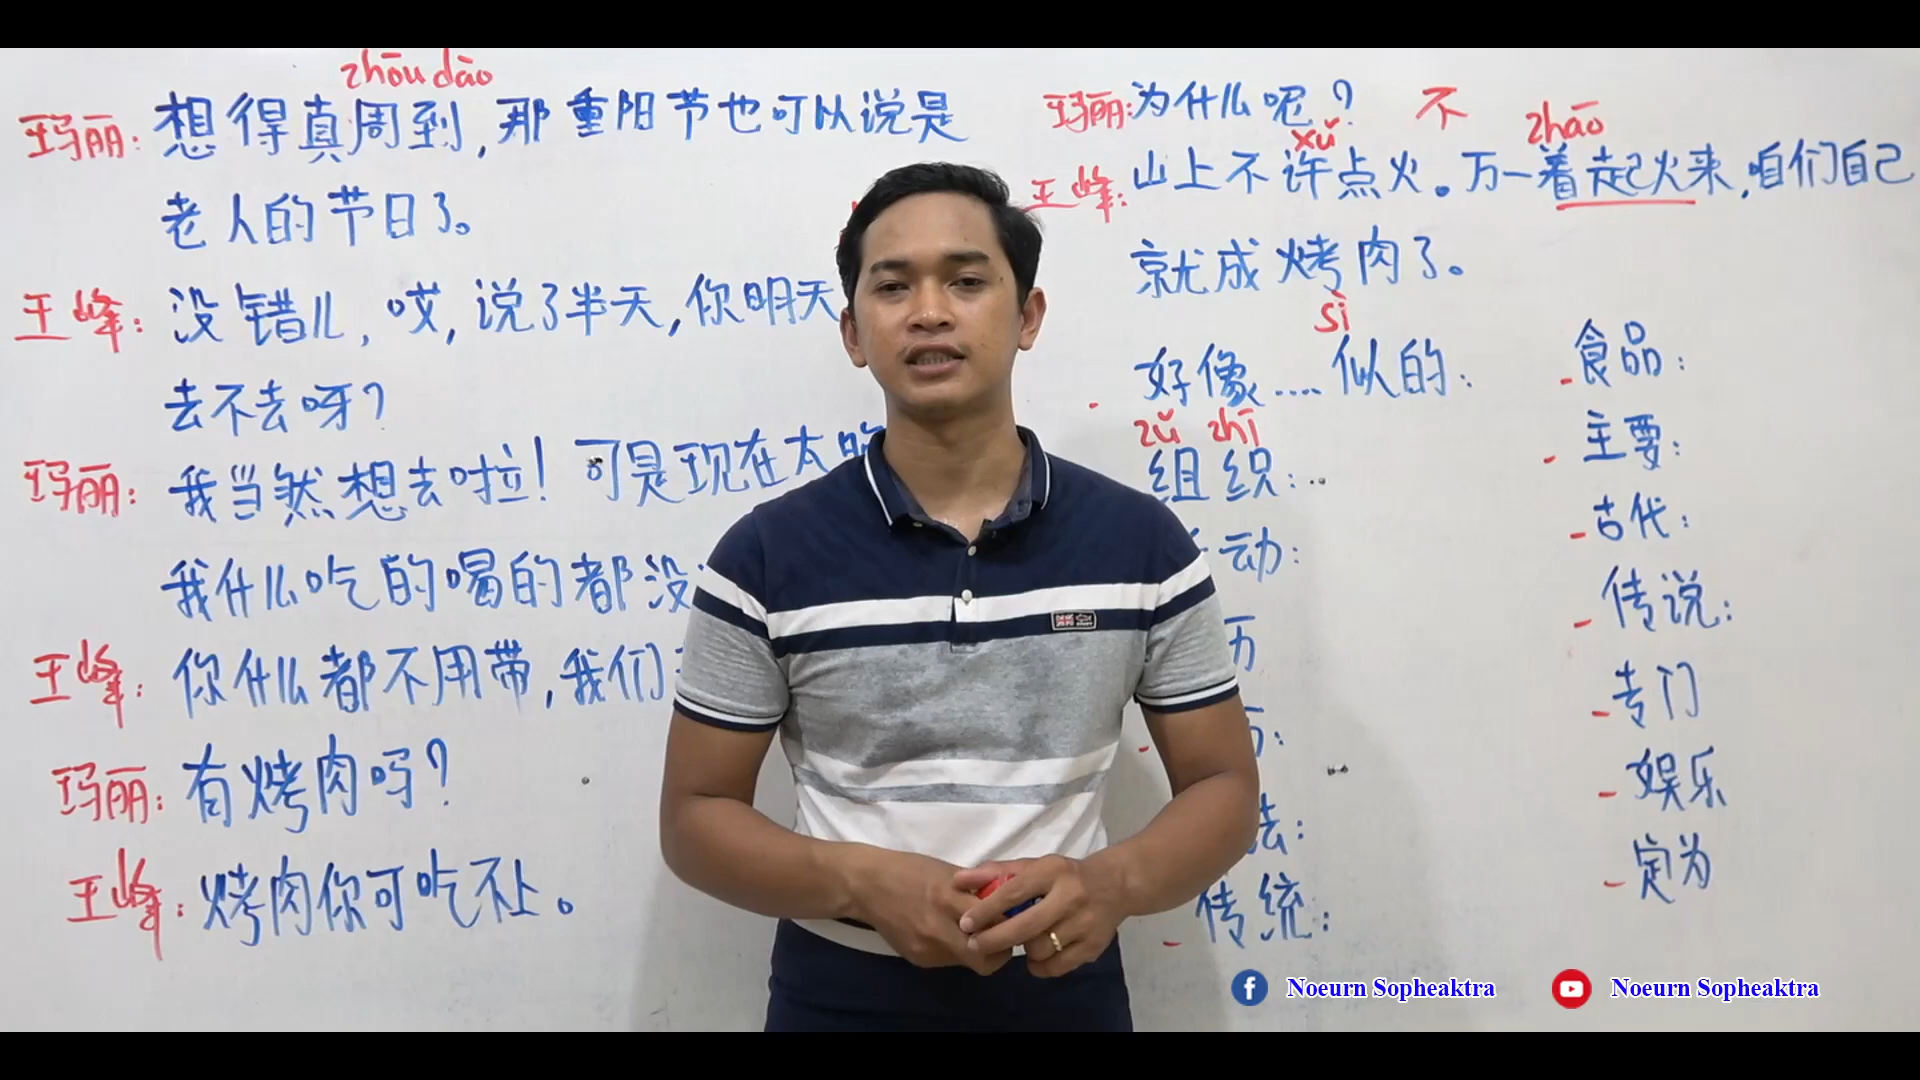 zhōu dào
玛丽：想得真周到，那重阳节也可以说是
老人的节日了。
王峰：没错儿，哎，说了半天，你明天
去不去呀？
玛丽：我当然想去啦！可是现在太晚
我什么吃的喝的都没
王峰：你什么都不用带，我们
玛丽：有烤肉吗？
王峰：烤肉你可吃不上。
玛丽：为什么呢？ 不
xǔ zháo
王峰：山上不许点火。万一着起火来，咱们自己
就成烤肉了。
sì
- 好像....似的：
zǔ zhī
组织：
动：
历
方：
法：
- 传统：
- 食品：
- 主要：
- 古代：
- 传说：
- 专门
- 娱乐
- 定为
Noeurn Sopheaktra
Noeurn Sopheaktra